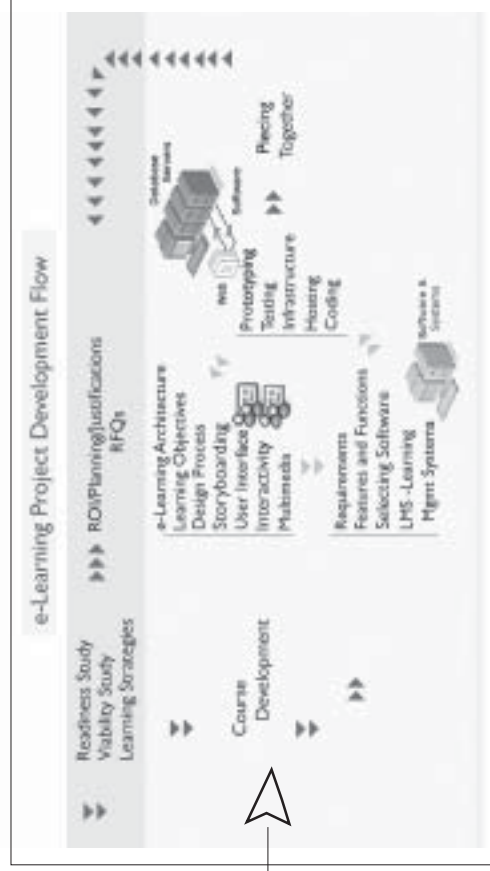 e-Learning Project Development Flow
Readiness Study
Viability Study
Learning Strategies
ROI/Planning/Justifications
RFQs
Course
Development
e-Learning Architecture
Learning Objectives
Design Process
Storyboarding
User Interface
Interactivity
Multimedia
Requirements
Features and Functions
Selecting Software
LMS -Learning
Mgmt Systema
Database
Servers
Web
Software
Prototyping
Testing
Infrastructure
Hosting
Coding
Piecing
Together
Software &
Systems